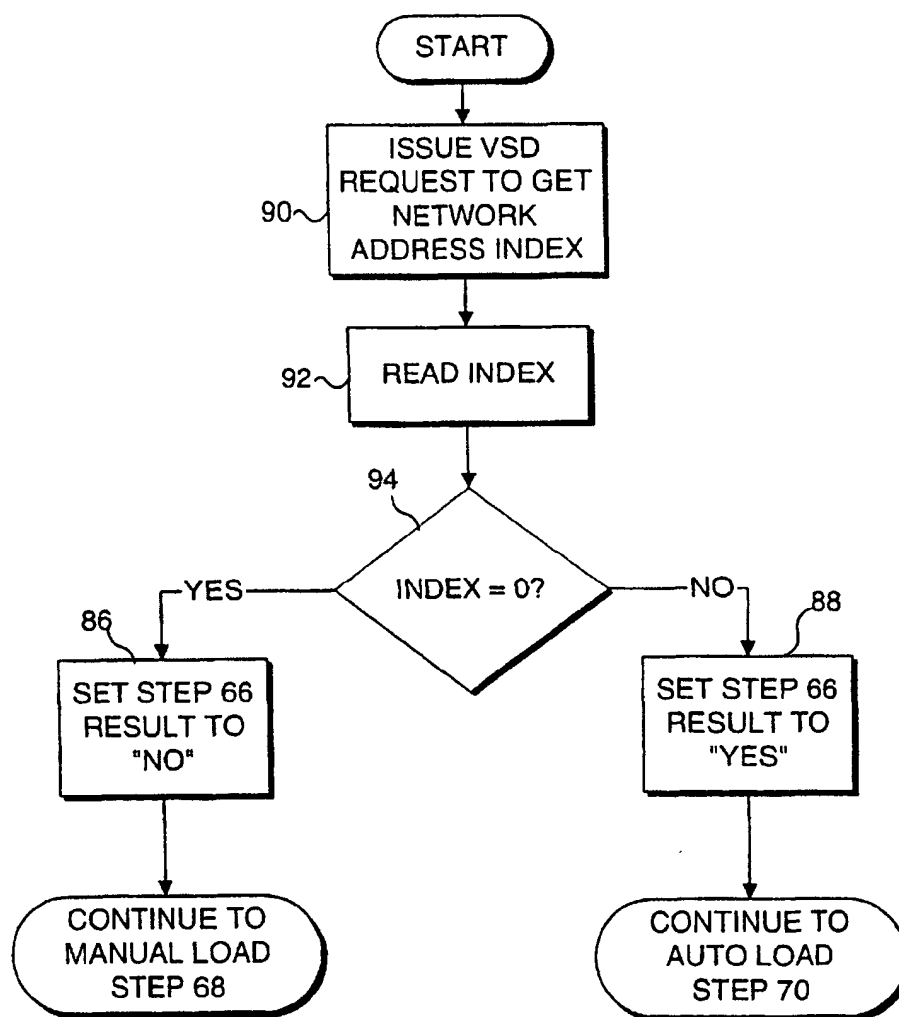 START
ISSUE VSD
REQUEST TO GET
NETWORK
ADDRESS INDEX
90
READ INDEX
92
94
INDEX = 0?
YES
NO
86
88
SET STEP 66
RESULT TO
"NO"
SET STEP 66
RESULT TO
"YES"
CONTINUE TO
MANUAL LOAD
STEP 68
CONTINUE TO
AUTO LOAD
STEP 70